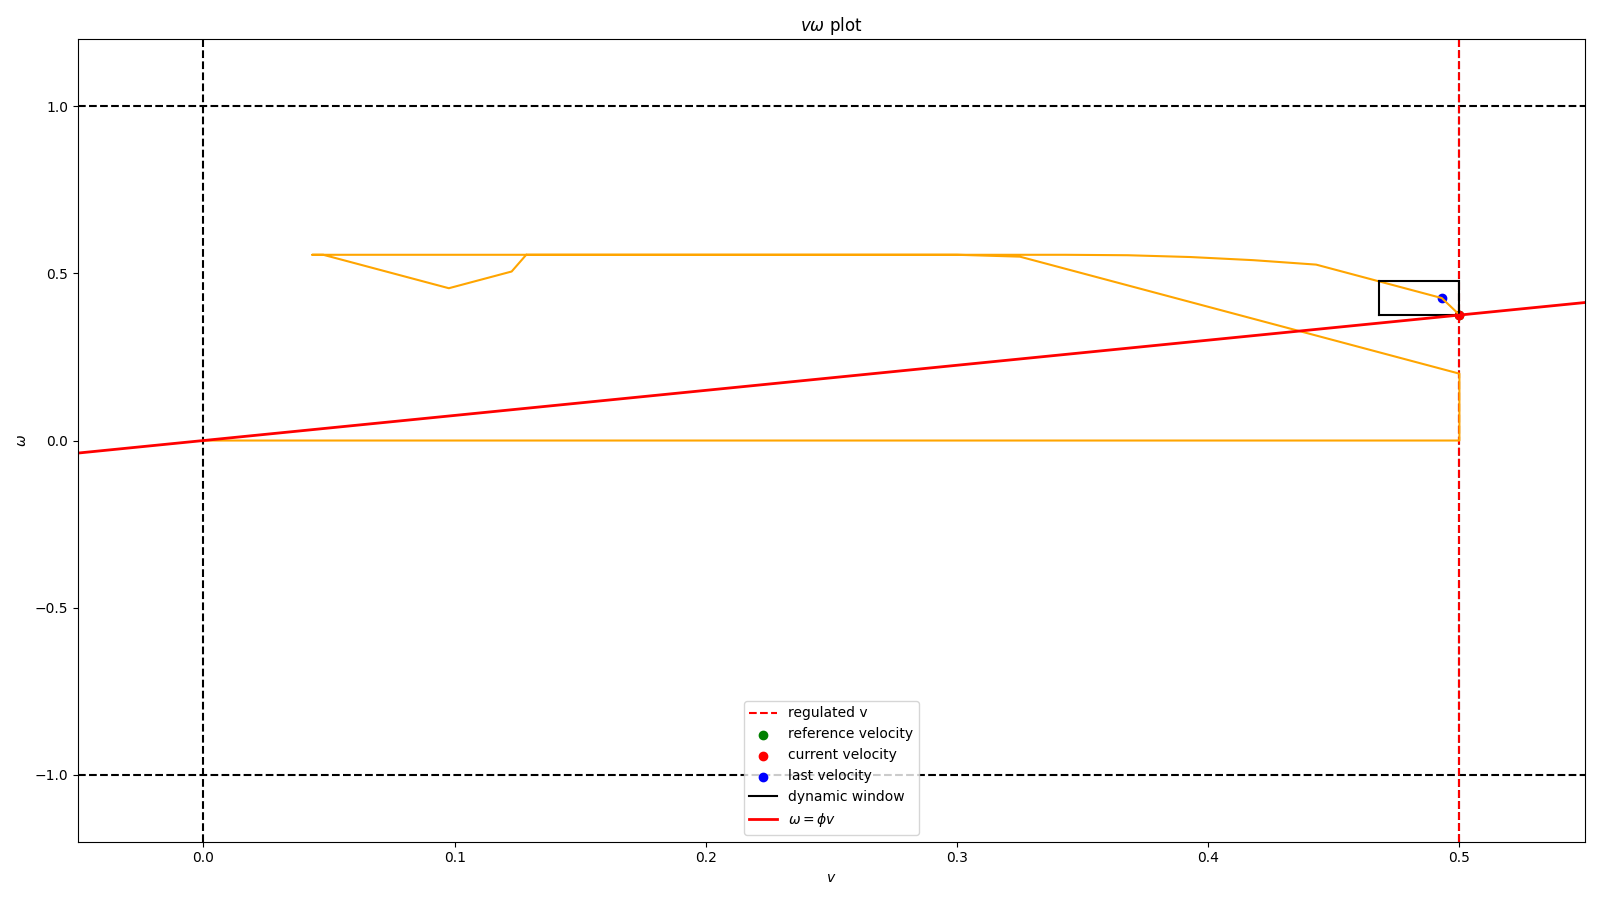 vω plot
1.0
0.5
0.0
−0.5
−1.0
ω
0.0 0.1 0.2 0.3 0.4 0.5
v
regulated v
reference velocity
current velocity
last velocity
dynamic window
ω = ϕv